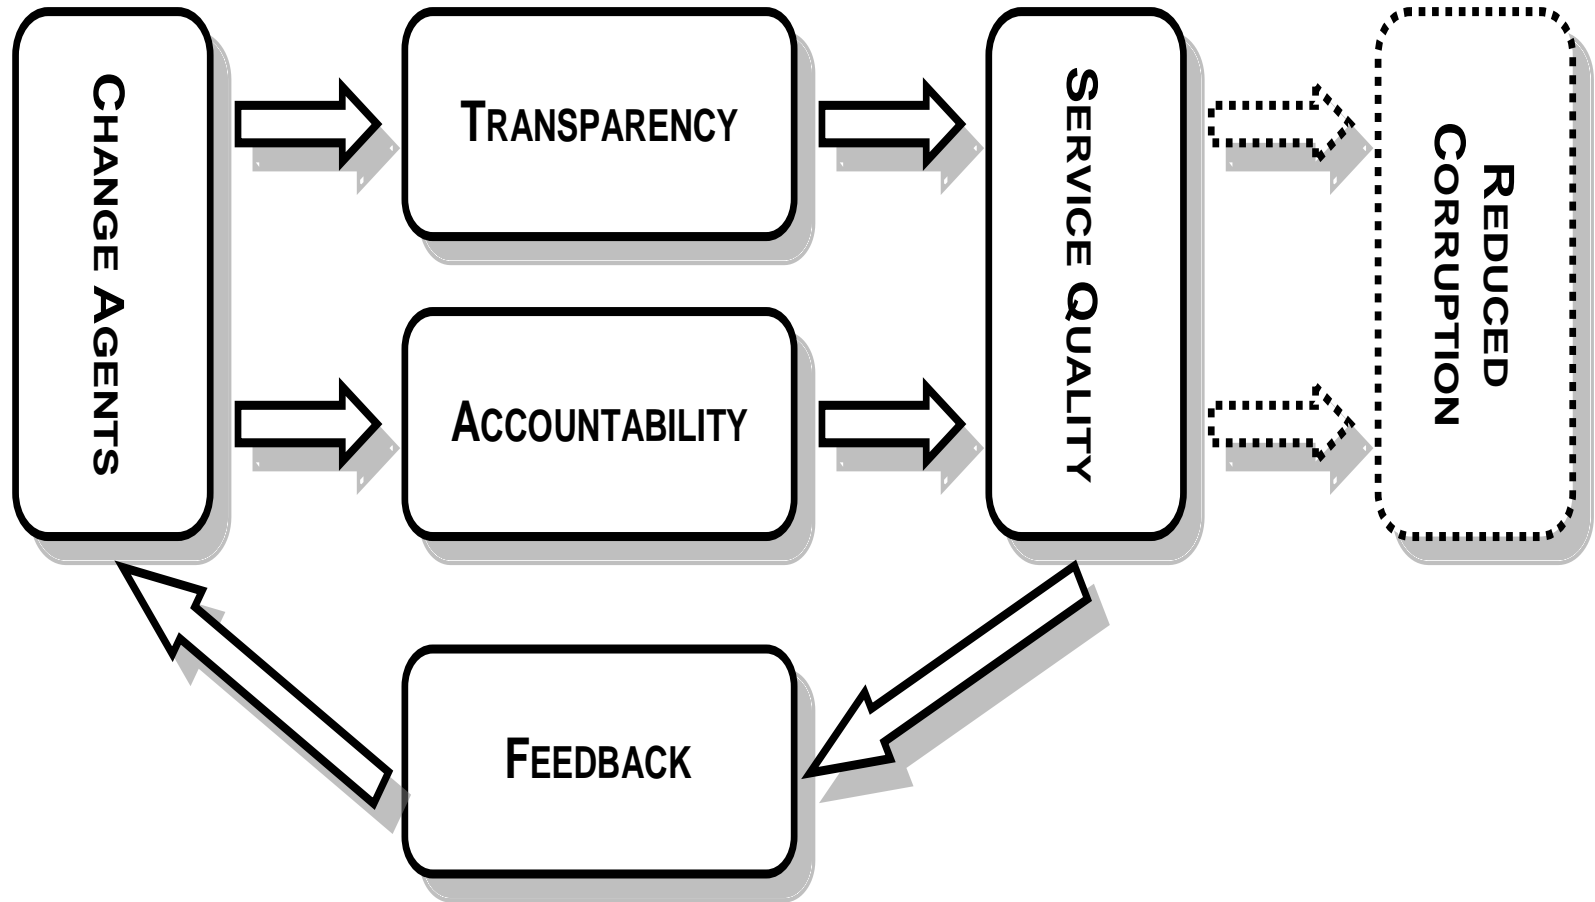 CHANGE AGENTS
TRANSPARENCY
ACCOUNTABILITY
SERVICE QUALITY
REDUCED
CORRUPTION
FEEDBACK